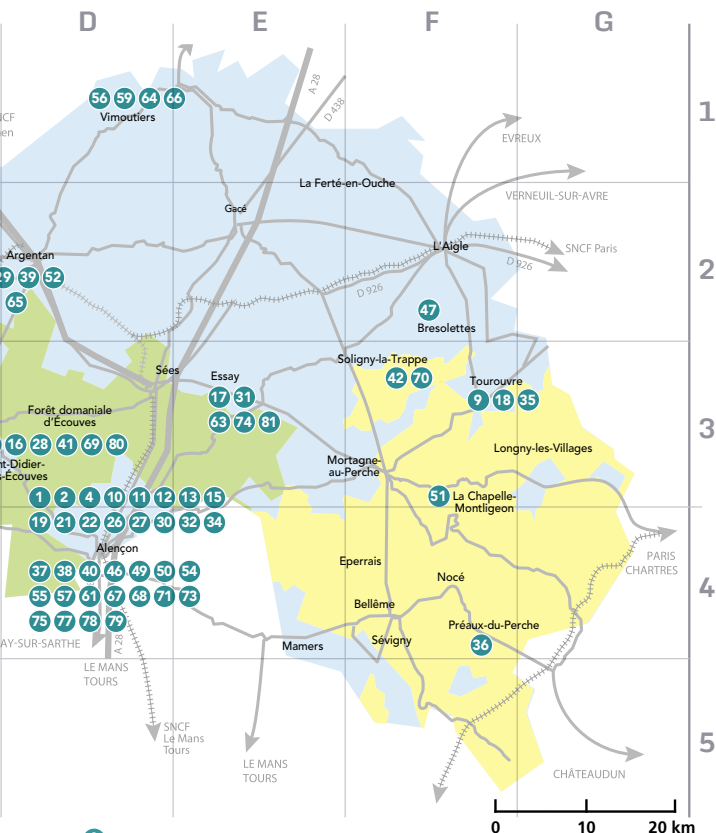 D E F G
A 28
56 59 64 66
Vimoutiers
1
D 438
EVREUX
La Ferté-en-Ouche
VERNEUIL-SUR-AVRE
Gacé
L'Aigle
SNCF Paris
Argentan
D 926
2
29 39 52
D 926
65
47
Bresolettes
Soligny-la-Trappe
Sées
Essay
42 70
Tourouvre
17 31
9 18 35
Forêt domaniale
d'Écouves
63 74 81
3
16 28 41 69 80
Longny-les-Villages
Mortagne-
au-Perche
nt-Didier-
s-Écouves
1 2 4 10 11 12 13 15
51
La Chapelle-
Montligeon
19 21 22 26 27 30 32 34
Alençon
PARIS
CHARTRES
Eperrais
37 38 40 46 49 50 54
Nocé
4
55 57 61 67 68 71 73
Bellême
75 77 78 79
Préaux-du-Perche
AY-SUR-SARTHE
A 28
Mamers
Sévigny
36
LE MANS
TOURS
SNCF
Le Mans
Tours
5
LE MANS
TOURS
CHÂTEAUDUN
0 10 20 km